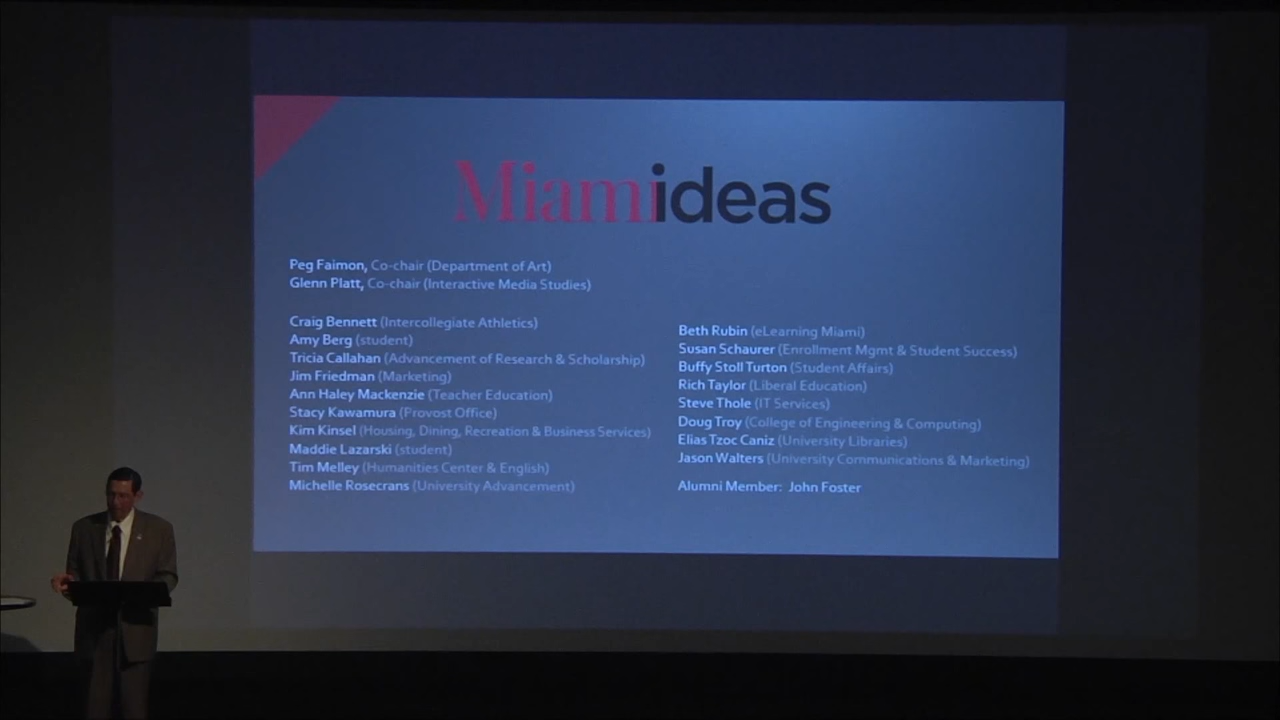 Miamiideas
Peg Faimon, Co-chair (Department of Art)
Glenn Platt, Co-chair (Interactive Media Studies)
Craig Bennett (Intercollegiate Athletics)
Amy Berg (student)
Tricia Callahan (Advancement of Research & Scholarship)
Jim Friedman (Marketing)
Ann Haley Mackenzie (Teacher Education)
Stacy Kawamura (Provost Office)
Kim Kinsel (Housing, Dining, Recreation & Business Services)
Maddie Lazarski (student)
Tim Melley (Humanities Center & English)
Michelle Rosecrans (University Advancement)
Beth Rubin (eLearning Miami)
Susan Schaurer (Enrollment Mgmt & Student Success)
Buffy Stoll Turton (Student Affairs)
Rich Taylor (Liberal Education)
Steve Thole (IT Services)
Doug Troy (College of Engineering & Computing)
Elias Tzoc Caniz (University Libraries)
Jason Walters (University Communications & Marketing)
Alumni Member: John Foster